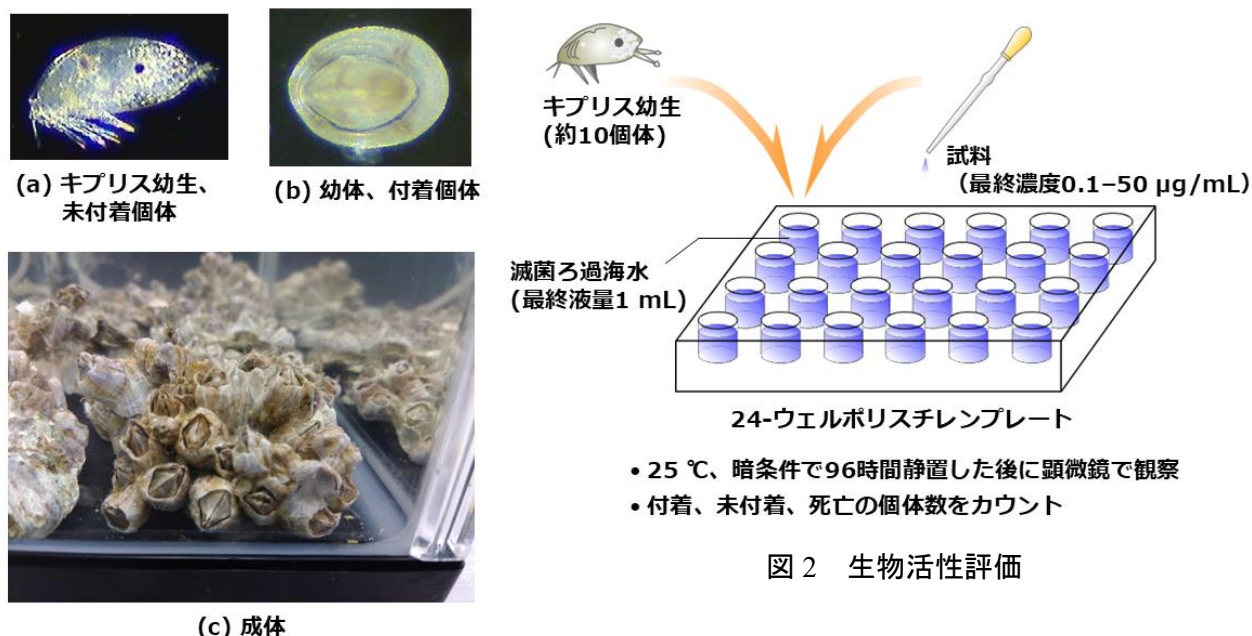 (a) キプリス幼生、
未付着個体
(b) 幼体、付着個体
(c) 成体
キプリス幼生
(約10個体)
試料
（最終濃度0.1–50 μg/mL）
滅菌ろ過海水
(最終液量1 mL)
24-ウェルポリスチレンプレート
• 25 ℃、暗条件で96時間静置した後に顕微鏡で観察
• 付着、未付着、死亡の個体数をカウント
図 2　生物活性評価